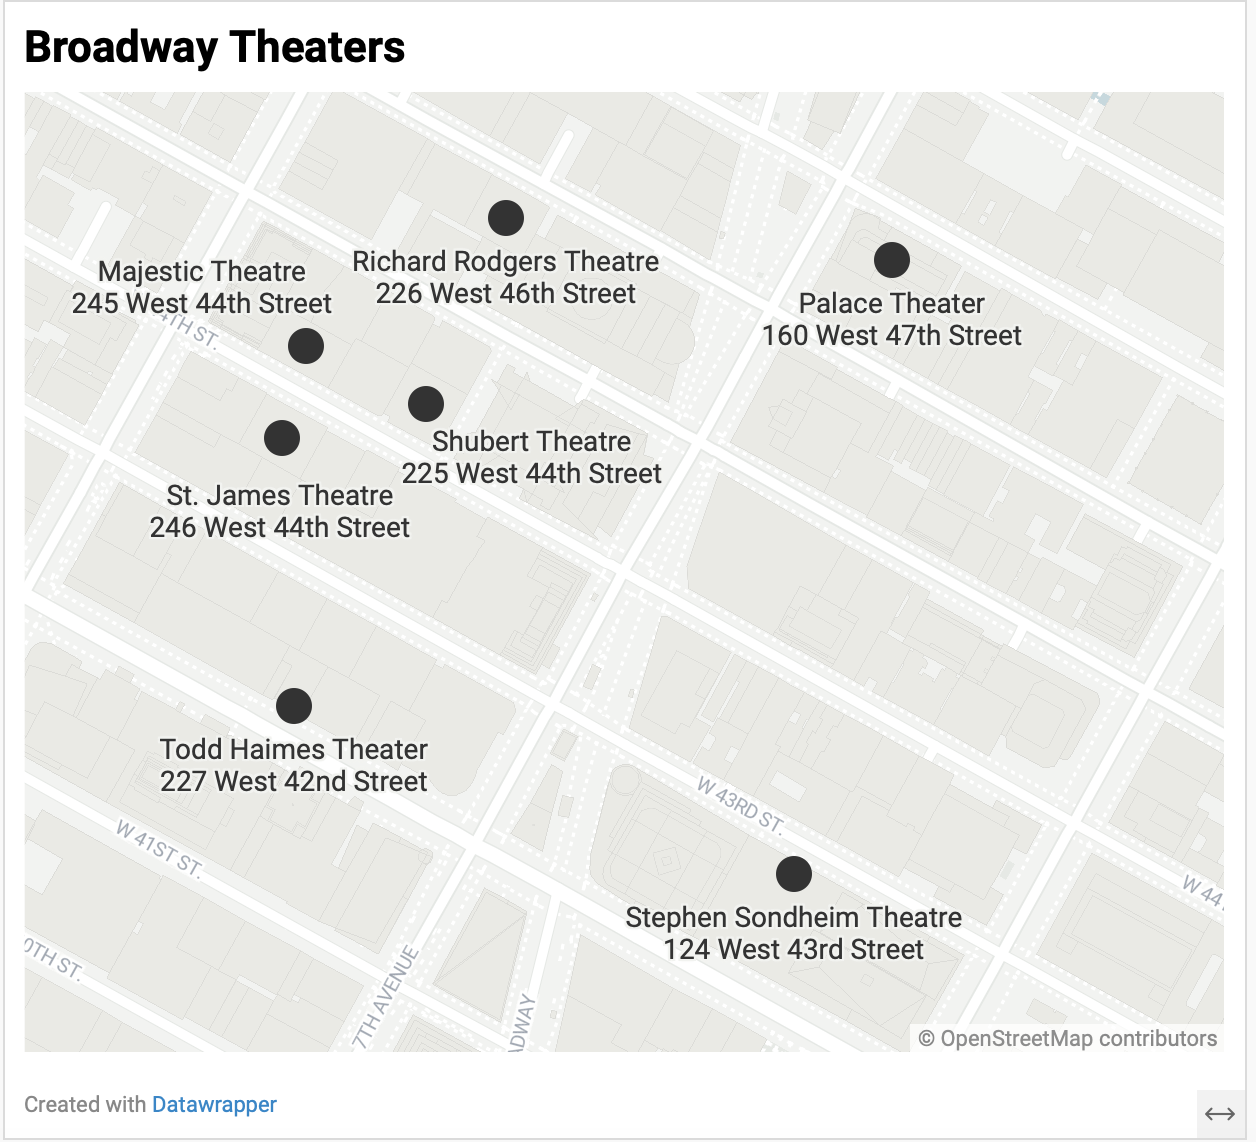 Broadway Theaters
Richard Rodgers Theatre
226 West 46th Street
Majestic Theatre
245 West 44th Street
Palace Theater
160 West 47th Street
4TH ST.
Shubert Theatre
225 West 44th Street
St. James Theatre
246 West 44th Street
Todd Haimes Theater
227 West 42nd Street
W 43RD ST.
W 41ST ST.
W 44
Stephen Sondheim Theatre
124 West 43rd Street
0TH ST.
7TH AVENUE
ADWAY
© OpenStreetMap contributors
Created with Datawrapper